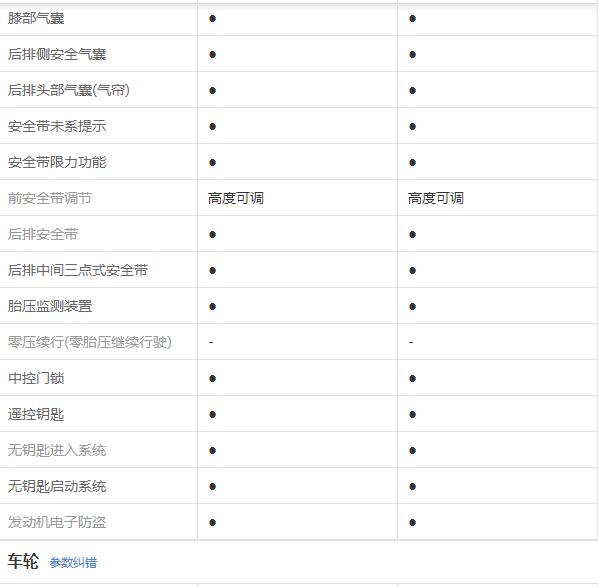 膝部气囊 ● ●
后排侧安全气囊 ● ●
后排头部气囊(气帘) ● ●
安全带未系提示 ● ●
安全带限力功能 ● ●
前安全带调节 高度可调 高度可调
后排安全带 ● ●
后排中间三点式安全带 ● ●
胎压监测装置 ● ●
零压续行(零胎压继续行驶) - -
中控门锁 ● ●
遥控钥匙 ● ●
无钥匙进入系统 ● ●
无钥匙启动系统 ● ●
发动机电子防盗 ● ●
车轮 参数纠错